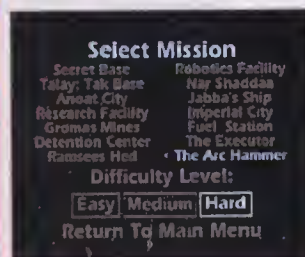 Select Mission
Secret Base Robotics Facility
Talay: Tak Base Nar Shaddaa
Anoat City Jabba's Ship
Research Facility Imperial City
Gromas Mines Fuel Station
Detention Center The Executor
Ramsees Hed The Arc Hammer
Difficulty Level:
Easy Medium Hard
Return To Main Menu